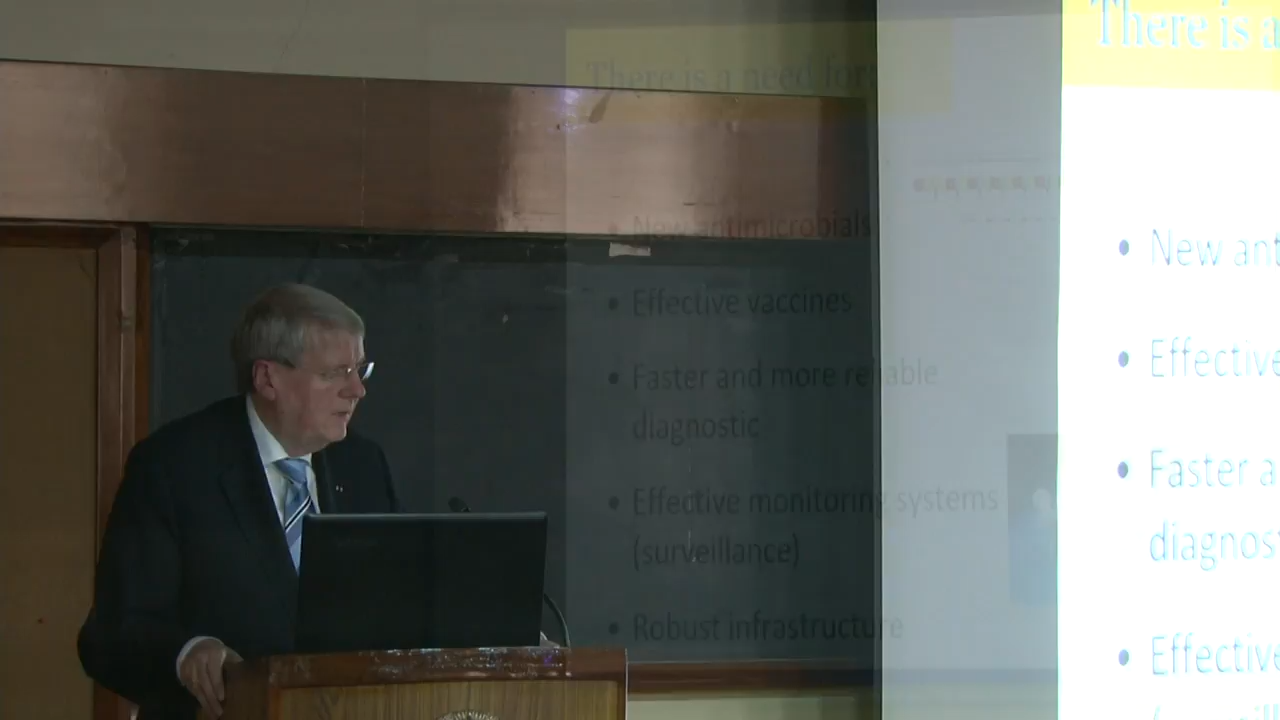 There is a need for:
• New antimicrobials
• Effective vaccines
• Faster and more reliable
diagnostic
• Effective monitoring systems
(surveillance)
• Robust infrastructure
There is a
• New ant
• Effective
• Faster a
diagnos
• Effective